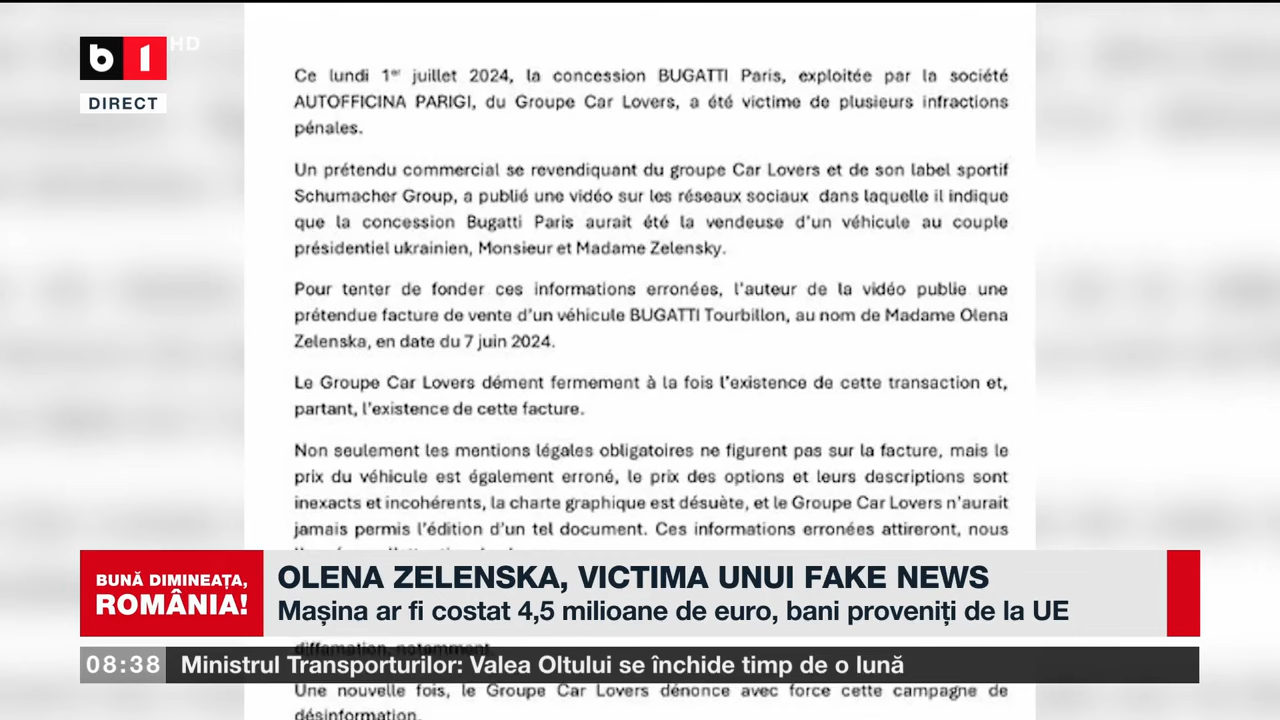 b1
HD
DIRECT
Ce lundi 1er juillet 2024, la concession BUGATTI Paris, exploitée par la société
AUTOFFICINA PARIGI, du Groupe Car Lovers, a été victime de plusieurs infractions
pénales.
Un prétendu commercial se revendiquant du groupe Car Lovers et de son label sportif
Schumacher Group, a publié une vidéo sur les réseaux sociaux dans laquelle il indique
que la concession Bugatti Paris aurait été la vendeuse d'un véhicule au couple
présidentiel ukrainien, Monsieur et Madame Zelensky.
Pour tenter de fonder ces informations erronées, l'auteur de la vidéo publie une
prétendue facture de vente d'un véhicule BUGATTI Tourbillon, au nom de Madame Olena
Zelenska, en date du 7 juin 2024.
Le Groupe Car Lovers dément fermement à la fois l'existence de cette transaction et,
partant, l'existence de cette facture.
Non seulement les mentions légales obligatoires ne figurent pas sur la facture, mais le
prix du véhicule est également erroné, le prix des options et leurs descriptions sont
inexacts et incohérents, la charte graphique est désuète, et le Groupe Car Lovers n'aurait
jamais permis l'édition d'un tel document. Ces informations erronées attireront, nous
BUNĂ DIMINEAȚA,
ROMÂNIA!
OLENA ZELENSKA, VICTIMA UNUI FAKE NEWS
Mașina ar fi costat 4,5 milioane de euro, bani proveniți de la UE
diffamation, notamment.
08:38
Ministrul Transporturilor: Valea Oltului se închide timp de o lună
Une nouvelle fois, le Groupe Car Lovers dénonce avec force cette campagne de
désinformation.